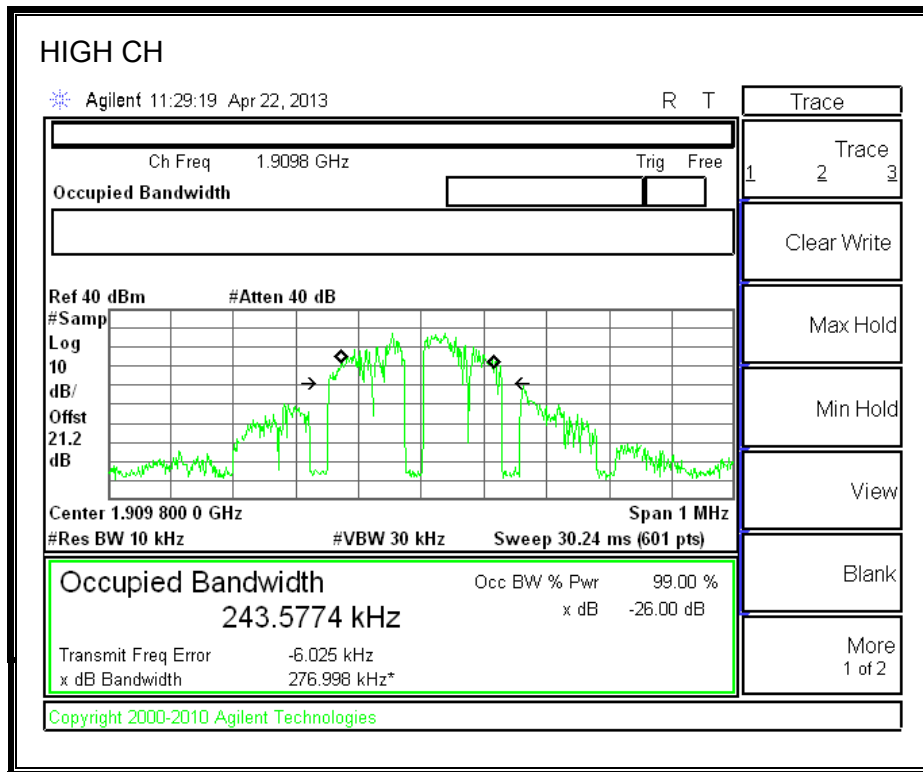 HIGH CH
Agilent 11:29:19 Apr 22, 2013 R T
Trace
Ch Freq 1.9098 GHz Trig Free
Occupied Bandwidth
Trace
1 2 3
Clear Write
Max Hold
Min Hold
View
Blank
More
1 of 2
Ref 40 dBm #Atten 40 dB
#Samp
Log
10
dB/
Offst
21.2
dB
Center 1.909 800 0 GHz Span 1 MHz
#Res BW 10 kHz #VBW 30 kHz Sweep 30.24 ms (601 pts)
Occupied Bandwidth Occ BW % Pwr 99.00 %
243.5774 kHz x dB -26.00 dB
Transmit Freq Error -6.025 kHz
x dB Bandwidth 276.998 kHz*
Copyright 2000-2010 Agilent Technologies